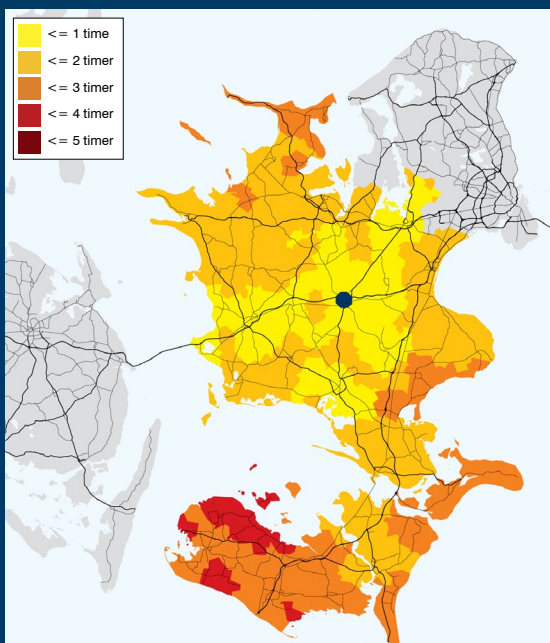 <= 1 time
<= 2 timer
<= 3 timer
<= 4 timer
<= 5 timer